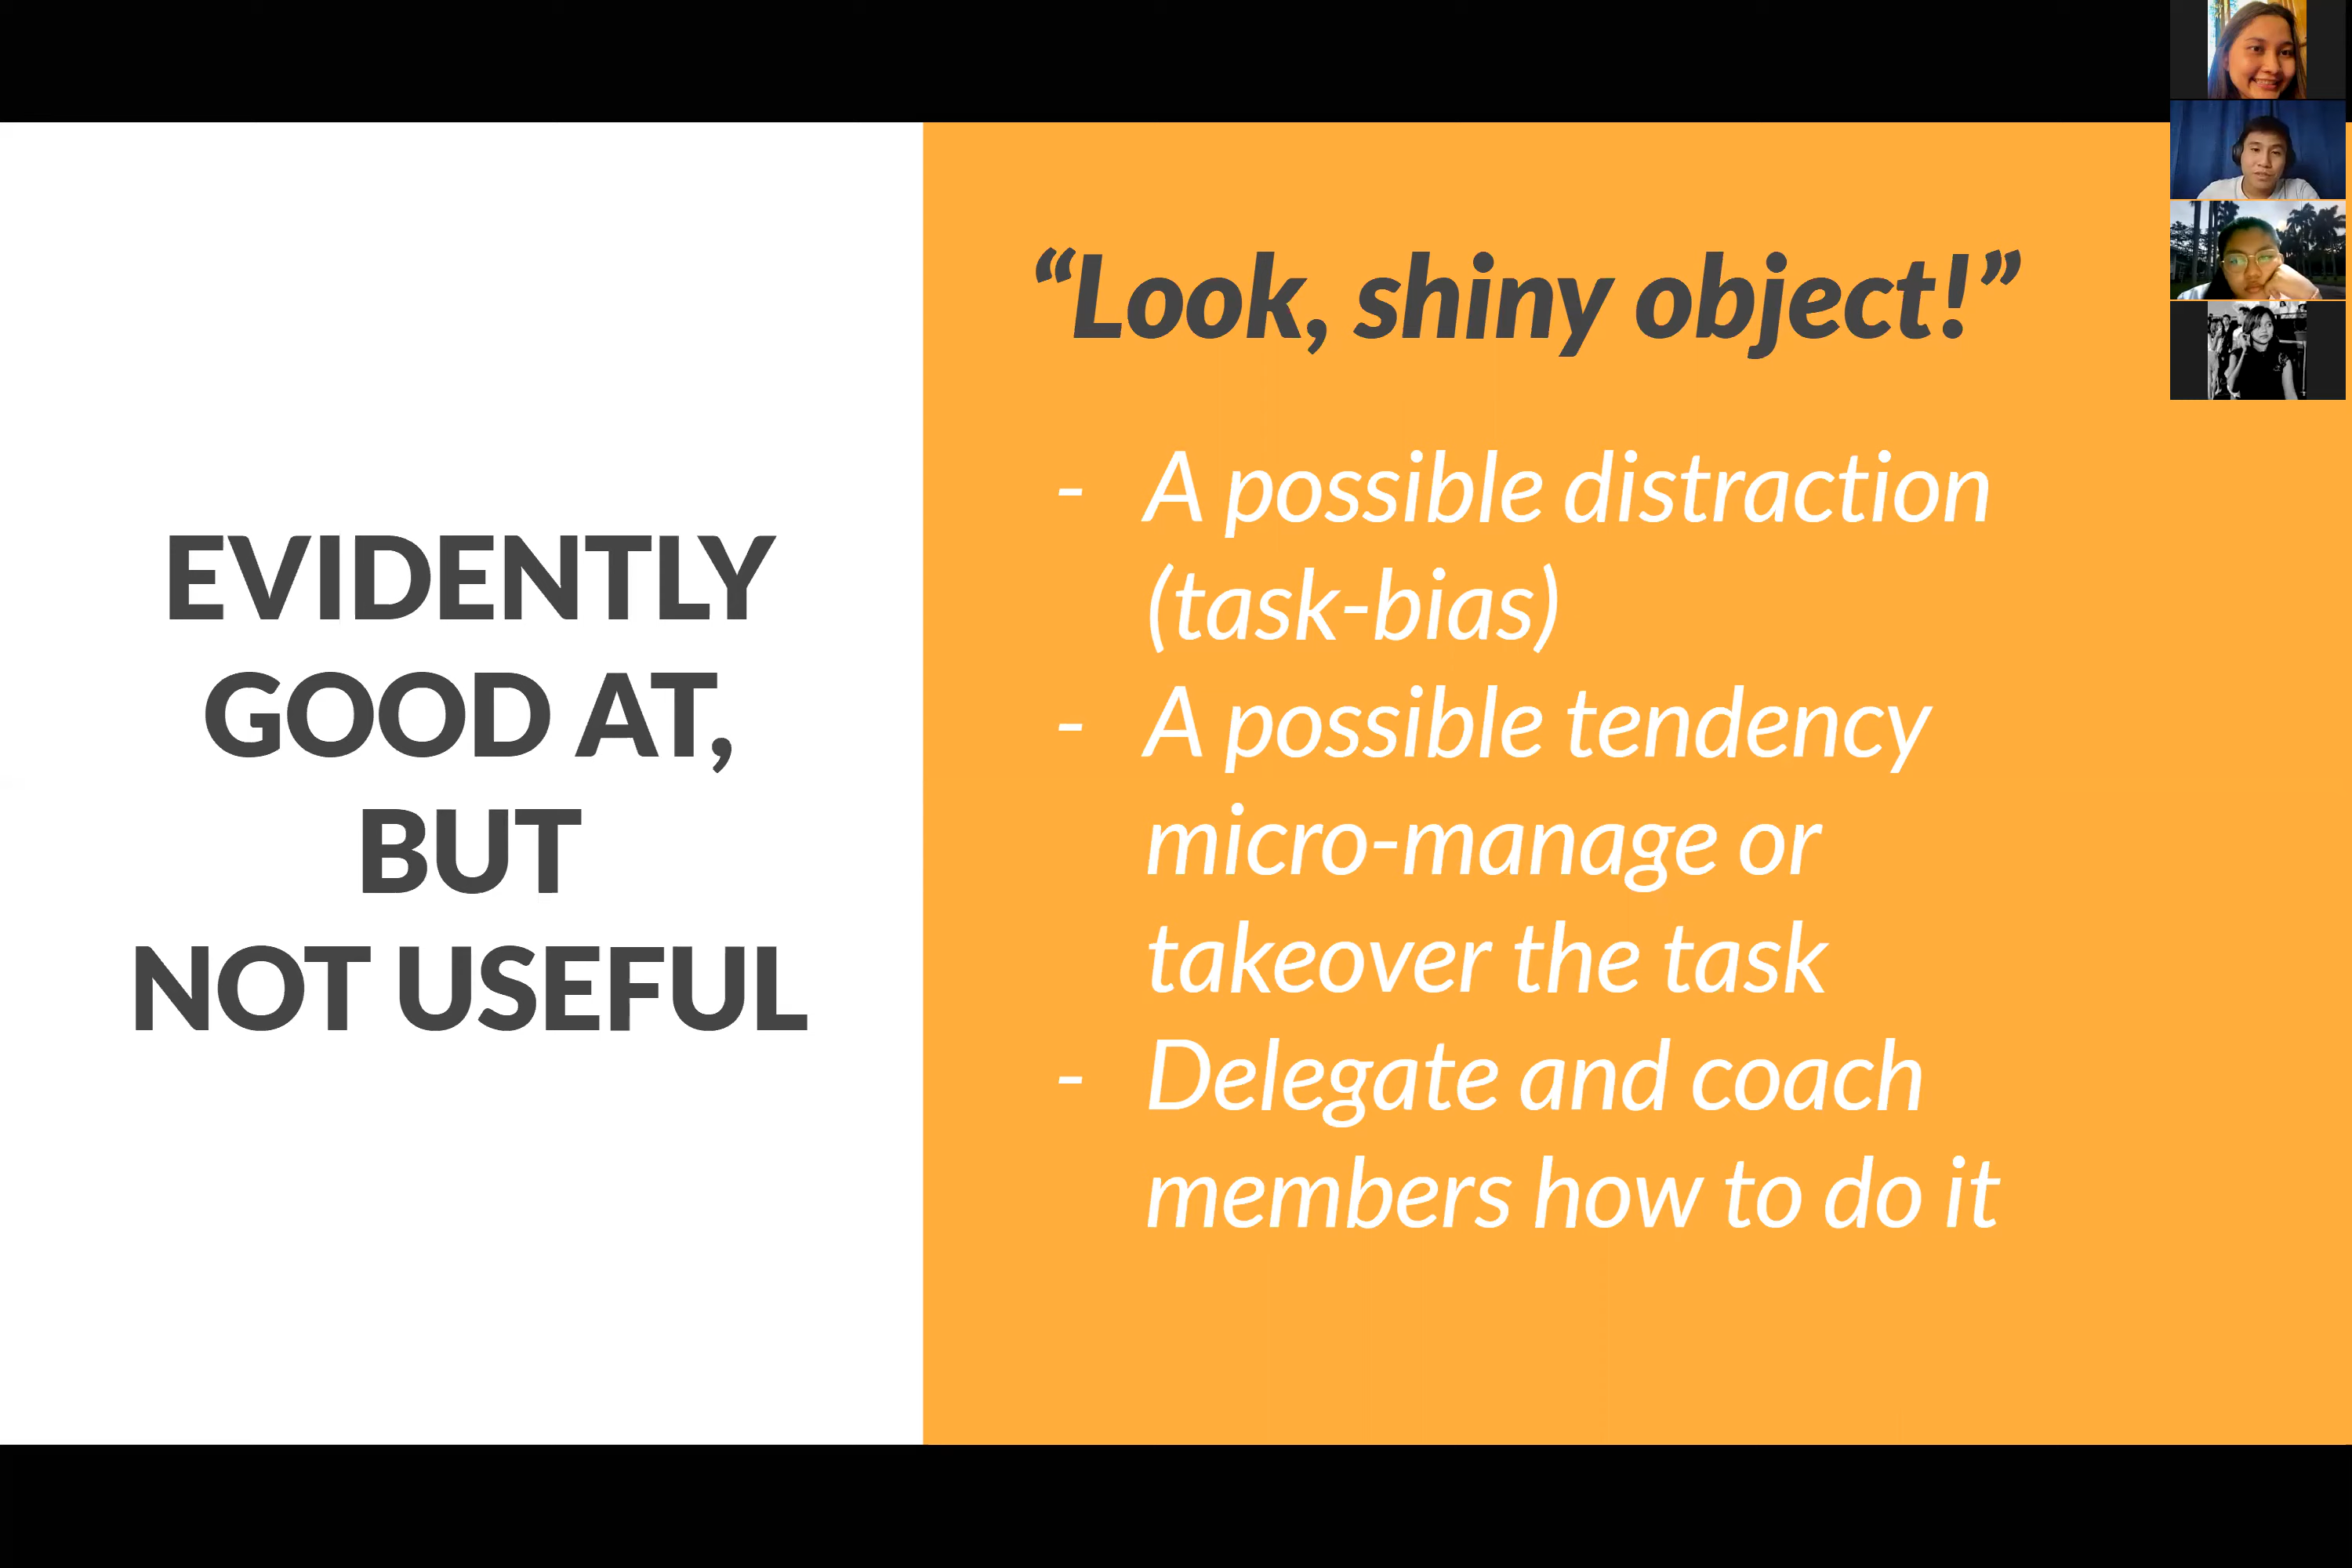 EVIDENTLY
GOOD AT,
BUT
NOT USEFUL
“Look, shiny object!”
- A possible distraction
(task-bias)
- A possible tendency
micro-manage or
takeover the task
- Delegate and coach
members how to do it